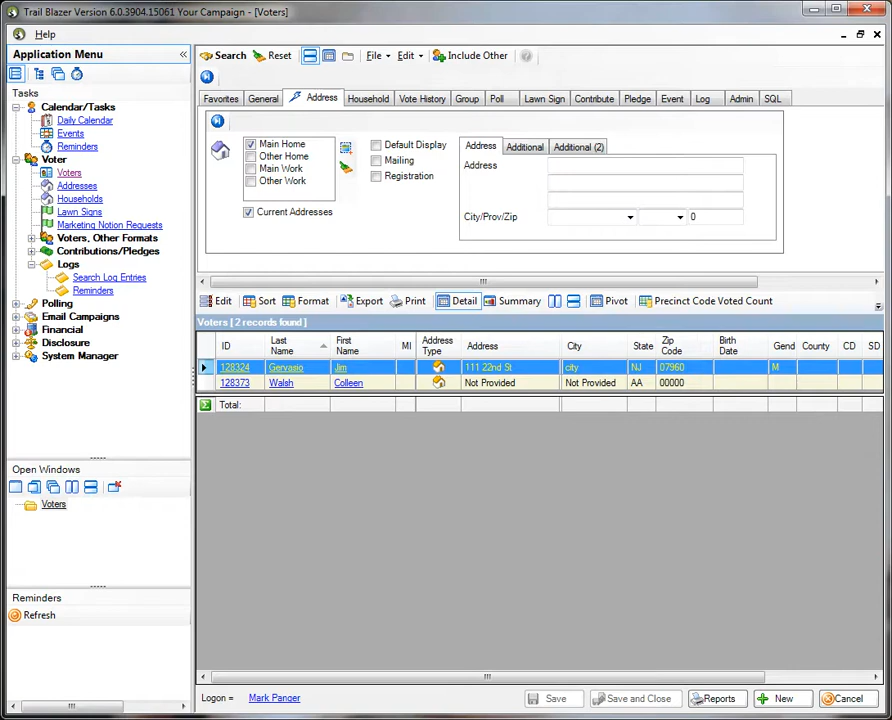 Trail Blazer Version 6.0.3904.15061 Your Campaign - [Voters]
Help
Application Menu
Tasks
Calendar/Tasks
Daily Calendar
Events
Reminders
Voter
Voters
Addresses
Households
Lawn Signs
Marketing Notion Requests
Voters, Other Formats
Contributions/Pledges
Logs
Search Log Entries
Reminders
Polling
Email Campaigns
Financial
Disclosure
System Manager
Open Windows
Voters
Reminders
Refresh
Search Reset File Edit Include Other
Favorites General Address Household Vote History Group Poll Lawn Sign Contribute Pledge Event Log Admin SQL
Main Home
Other Home
Main Work
Other Work
Current Addresses
Default Display
Mailing
Registration
Address Additional Additional (2)
Address
City/Prov/Zip 0
Edit Sort Format Export Print Detail Summary Pivot Precinct Code Voted Count
Voters [ 2 records found ]
ID Last Name First Name MI Address Type Address City State Zip Code Birth Date Gend County CD SD
128324 Gervasio Jim 111 22nd St city NJ 07960 M
128373 Walsh Colleen Not Provided Not Provided AA 00000
Total:
Logon = Mark Panger Save Save and Close Reports New Cancel